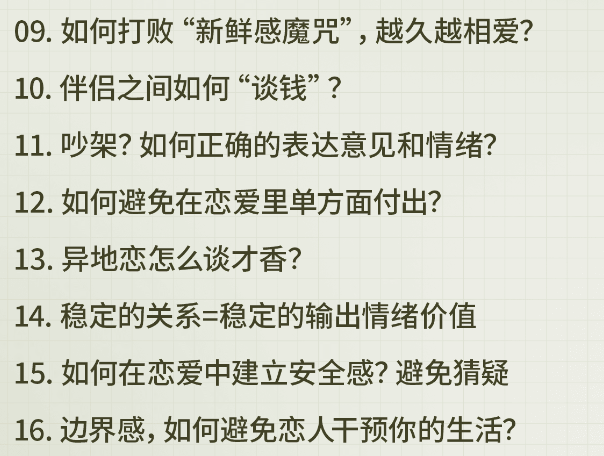 09. 如何打败 “新鲜感魔咒”，越久越相爱？
10. 伴侣之间如何 “谈钱” ？
11. 吵架？如何正确的表达意见和情绪？
12. 如何避免在恋爱里单方面付出？
13. 异地恋怎么谈才香？
14. 稳定的关系=稳定的输出情绪价值
15. 如何在恋爱中建立安全感？避免猜疑
16. 边界感，如何避免恋人干预你的生活？